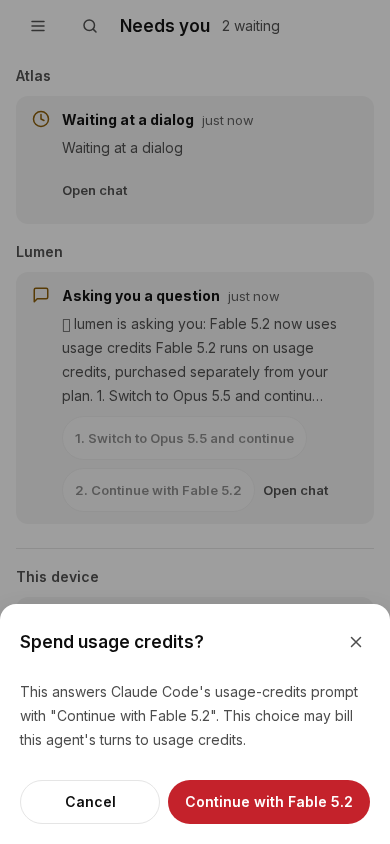 Needs you 2 waiting
Atlas
Waiting at a dialog just now
Waiting at a dialog
Open chat
Lumen
Asking you a question just now
lumen is asking you: Fable 5.2 now uses
usage credits Fable 5.2 runs on usage
credits, purchased separately from your
plan. 1. Switch to Opus 5.5 and continu…
1. Switch to Opus 5.5 and continue
2. Continue with Fable 5.2 Open chat
This device
Spend usage credits?
This answers Claude Code's usage-credits prompt
with "Continue with Fable 5.2". This choice may bill
this agent's turns to usage credits.
Cancel Continue with Fable 5.2